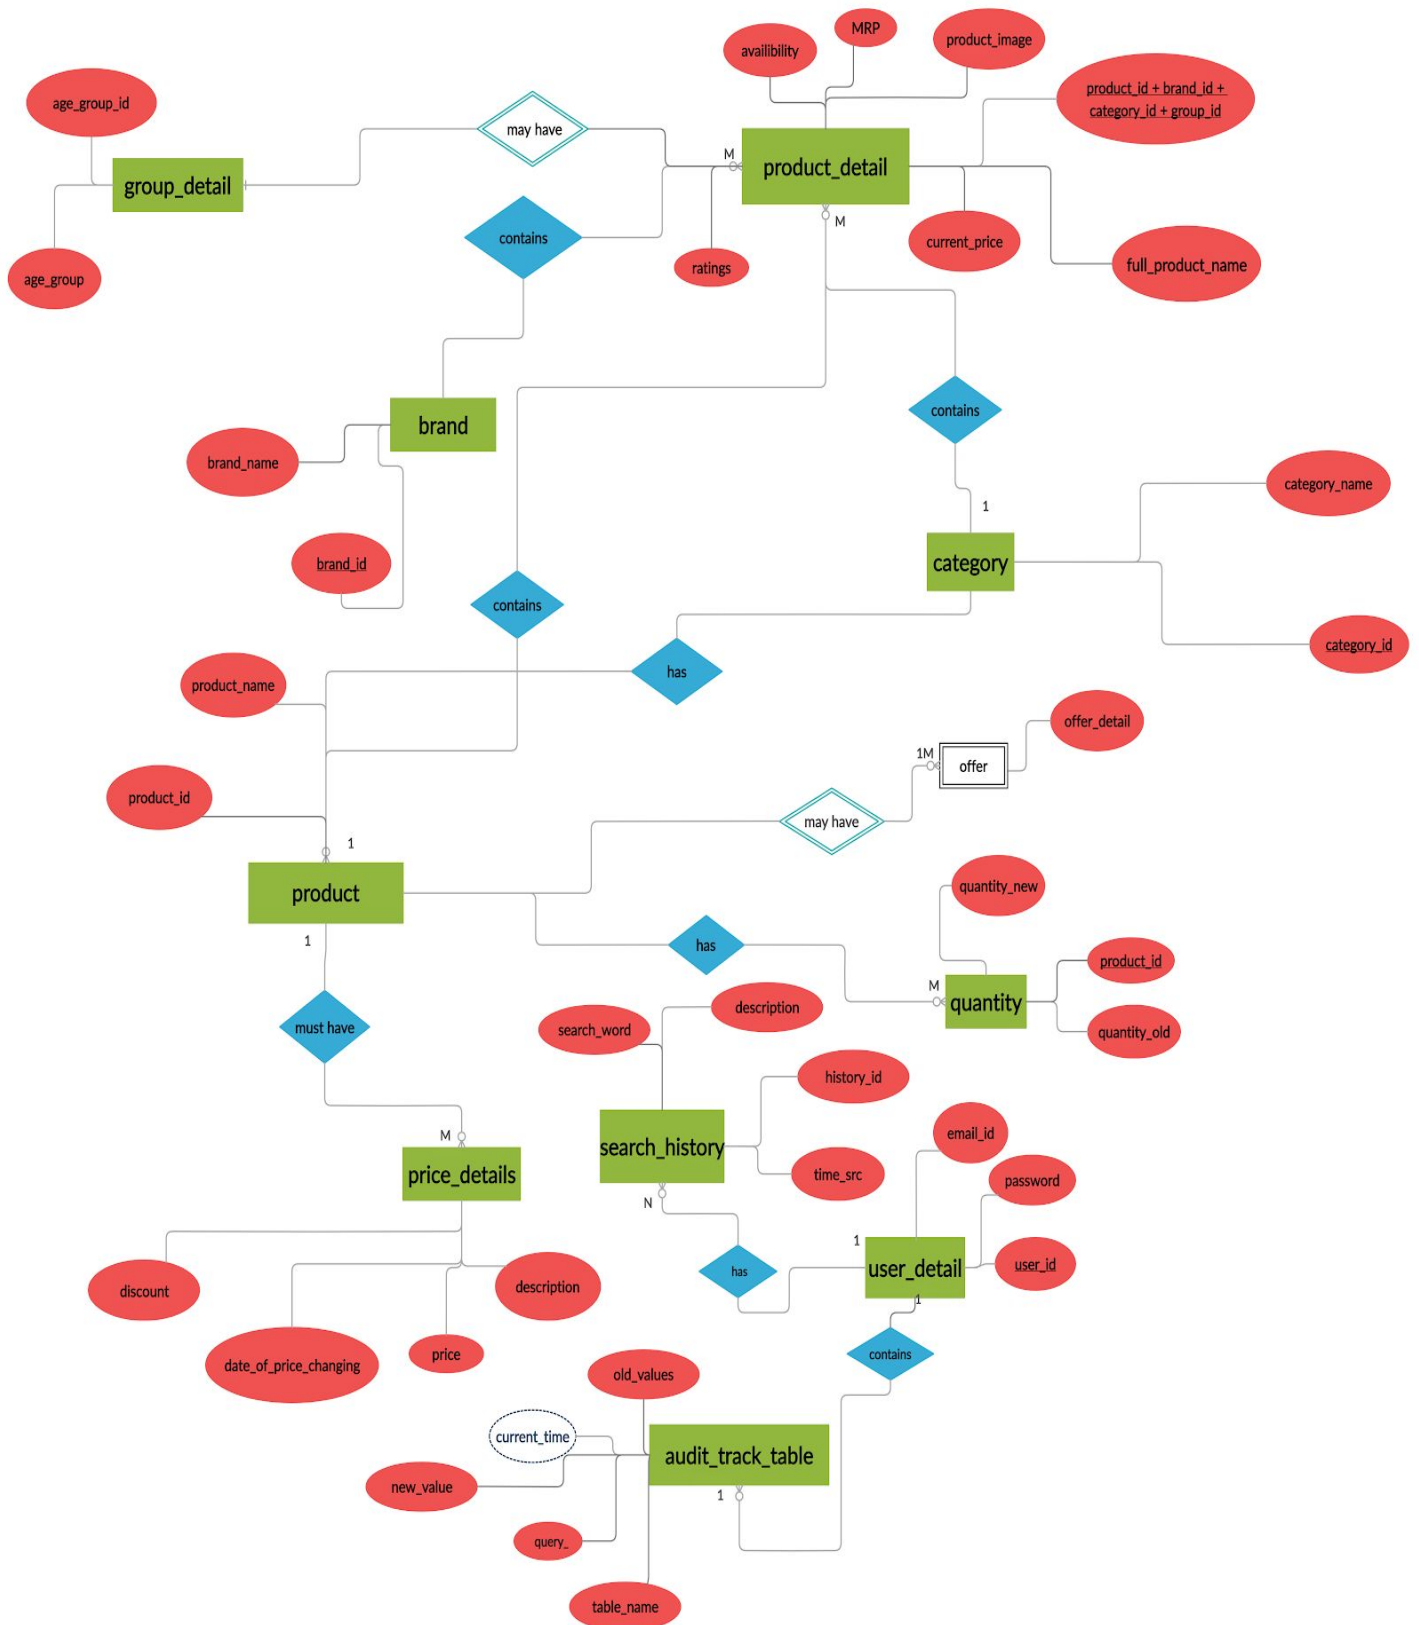 MRP
availibility
product_image
age_group_id
product_id + brand_id +
category_id + group_id
may have
M
product_detail
group_detail
M
contains
current_price
full_product_name
ratings
age_group
contains
brand
brand_name
category_name
1
brand_id
category
contains
category_id
has
product_name
offer_detail
1M
offer
product_id
may have
1
quantity_new
product
1
has
product_id
M
quantity
description
search_word
must have
quantity_old
history_id
email_id
M
search_history
price_details
time_src
password
N
1
has
user_detail
user_id
discount
description
1
contains
price
date_of_price_changing
old_values
current_time
audit_track_table
new_value
1
query_
table_name